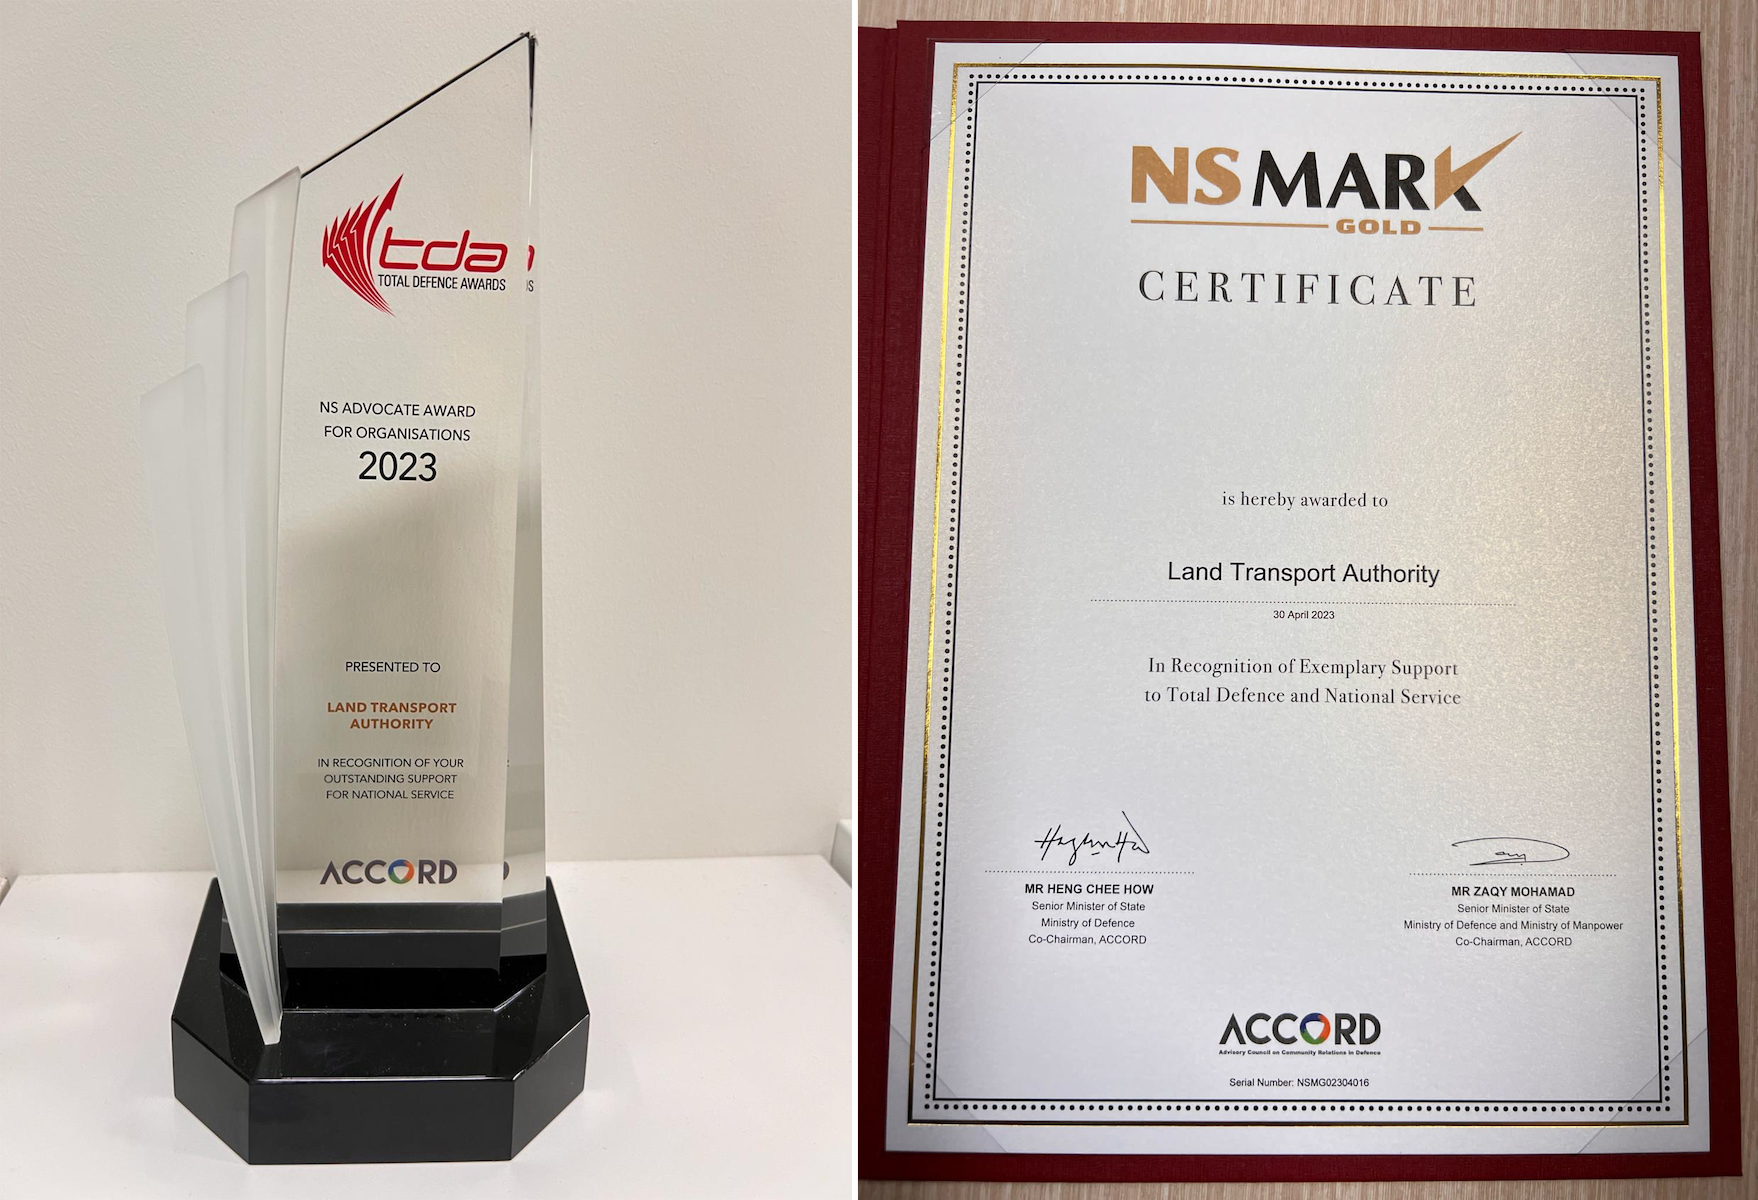 tda
TOTAL DEFENCE AWARDS
NS ADVOCATE AWARD
FOR ORGANISATIONS
2023
PRESENTED TO
LAND TRANSPORT
AUTHORITY
IN RECOGNITION OF YOUR
OUTSTANDING SUPPORT
FOR NATIONAL SERVICE
ACCORD
NS MARK
GOLD
CERTIFICATE
is hereby awarded to
Land Transport Authority
30 April 2023
In Recognition of Exemplary Support
to Total Defence and National Service
MR HENG CHEE HOW
Senior Minister of State
Ministry of Defence
Co-Chairman, ACCORD
MR ZAQY MOHAMAD
Senior Minister of State
Ministry of Defence and Ministry of Manpower
Co-Chairman, ACCORD
ACCORD
Advisory Council on Community Relations in Defence
Serial Number: NSMG02304016